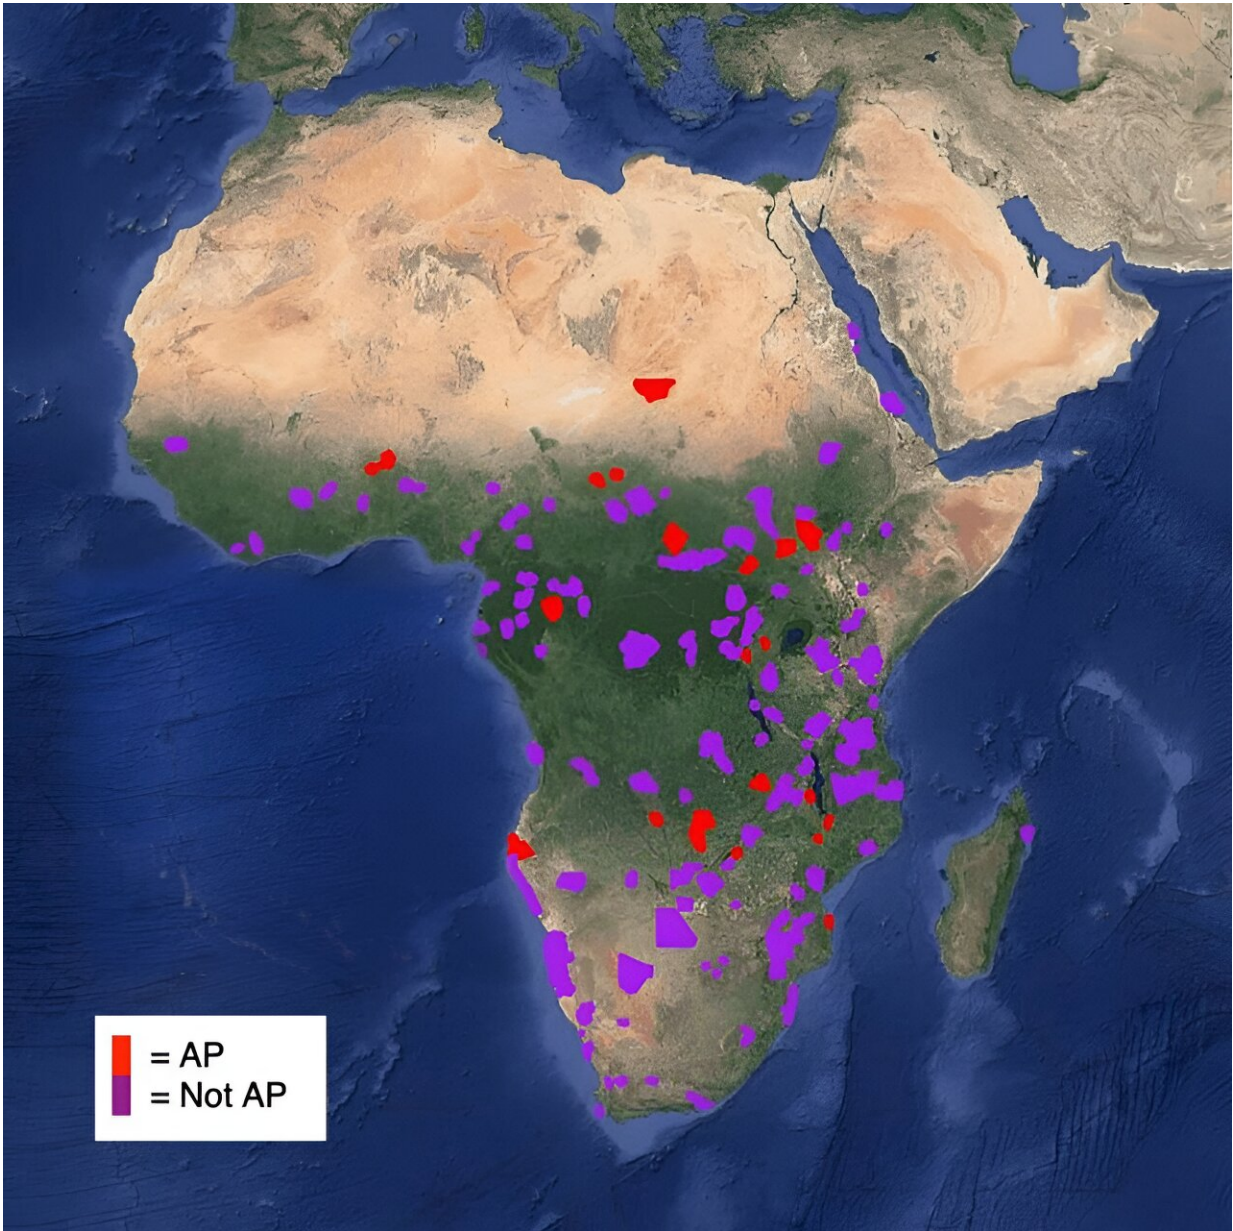 = AP
= Not AP